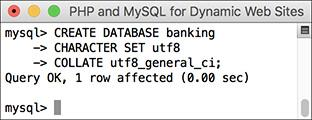 PHP and MySQL for Dynamic Web Sites
mysql> CREATE DATABASE banking
    -> CHARACTER SET utf8
    -> COLLATE utf8_general_ci;
Query OK, 1 row affected (0.00 sec)
mysql>